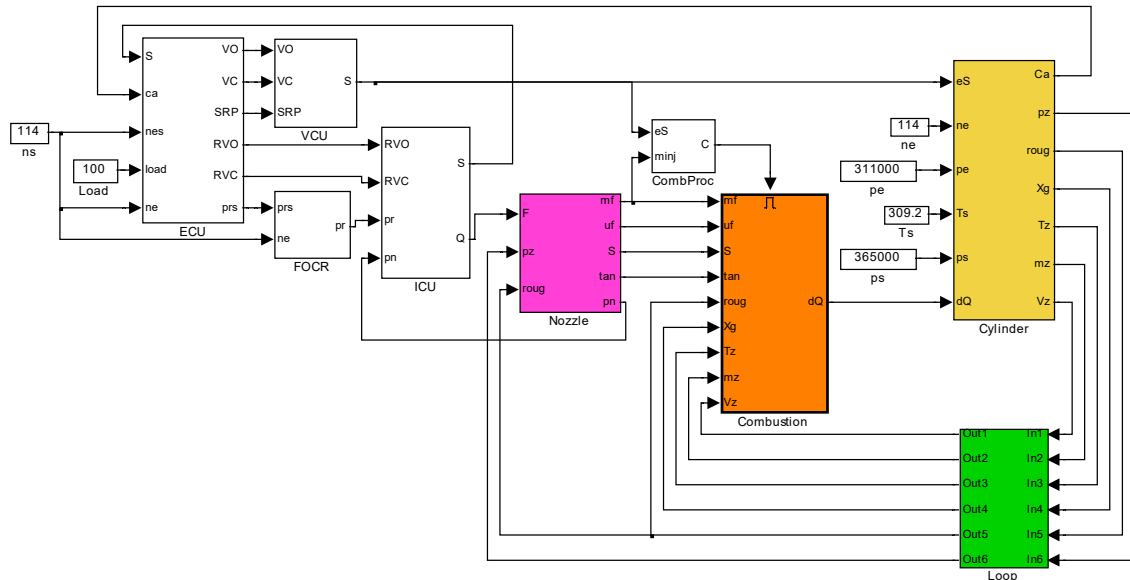 S
ca
nes
load
ne
VO
VC
SRP
RVO
RVC
prs
ECU
114
ns
100
Load
VO
VC
SRP
S
VCU
prs
ne
pr
FOCR
RVO
RVC
pr
pn
S
Q
ICU
F
pz
roug
mf
uf
S
tan
pn
Nozzle
eS
minj
C
CombProc
mf
uf
S
tan
roug
Xg
Tz
mz
Vz
dQ
Combustion
114
ne
311000
pe
309.2
Ts
365000
ps
eS
ne
pe
Ts
ps
dQ
Ca
pz
roug
Xg
Tz
mz
Vz
Cylinder
Out1
Out2
Out3
Out4
Out5
Out6
In1
In2
In3
In4
In5
In6
Loop